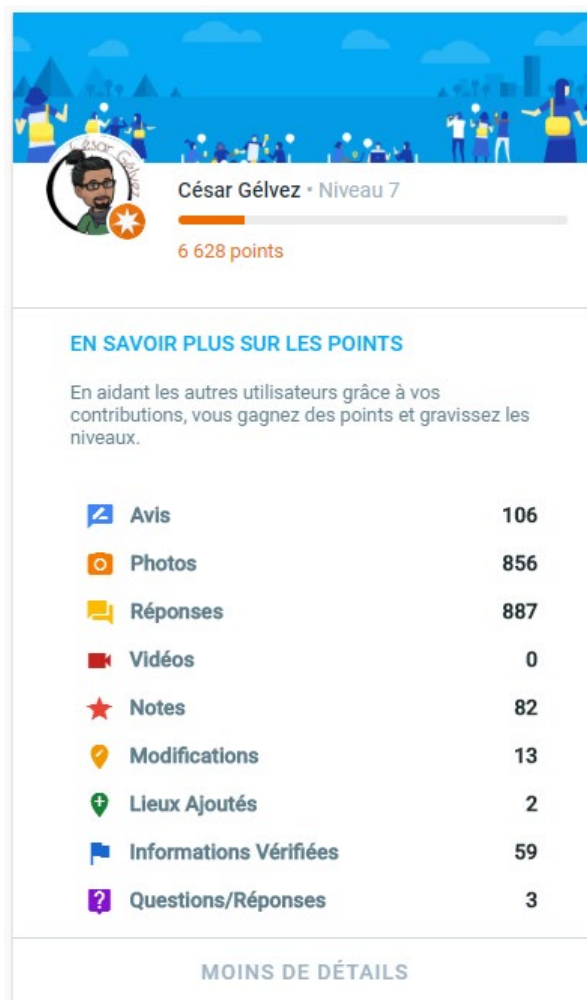 César Gélvez
César Gélvez • Niveau 7
6 628 points
EN SAVOIR PLUS SUR LES POINTS
En aidant les autres utilisateurs grâce à vos
contributions, vous gagnez des points et gravissez les
niveaux.
Avis 106
Photos 856
Réponses 887
Vidéos 0
Notes 82
Modifications 13
Lieux Ajoutés 2
Informations Vérifiées 59
Questions/Réponses 3
MOINS DE DÉTAILS